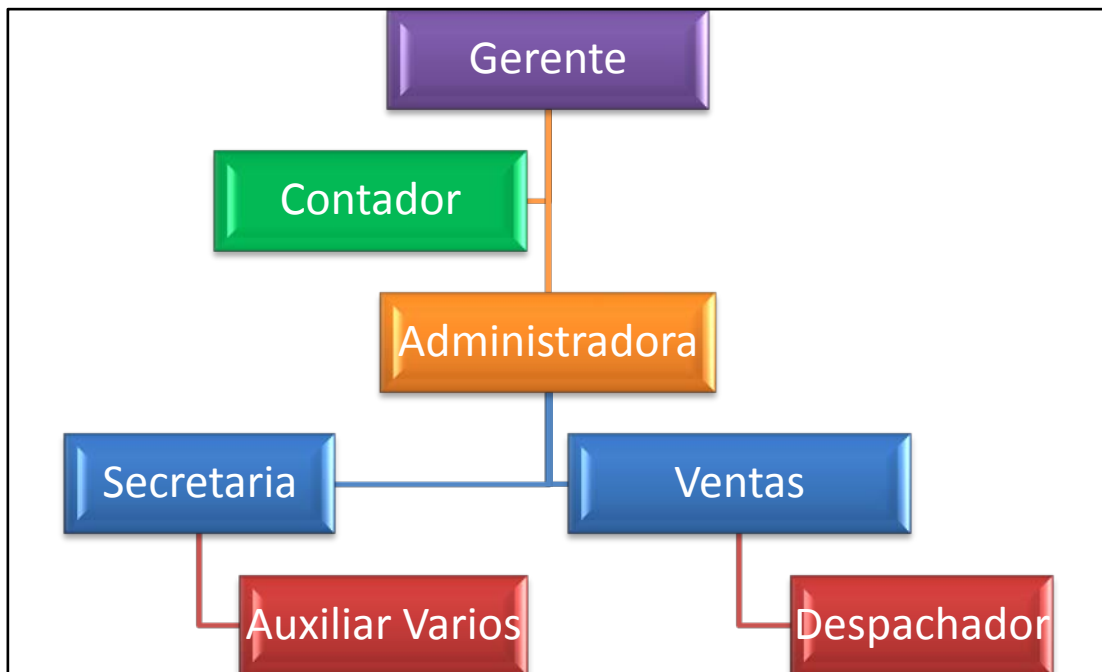 Gerente
Contador
Administradora
Secretaria
Ventas
Auxiliar Varios
Despachador